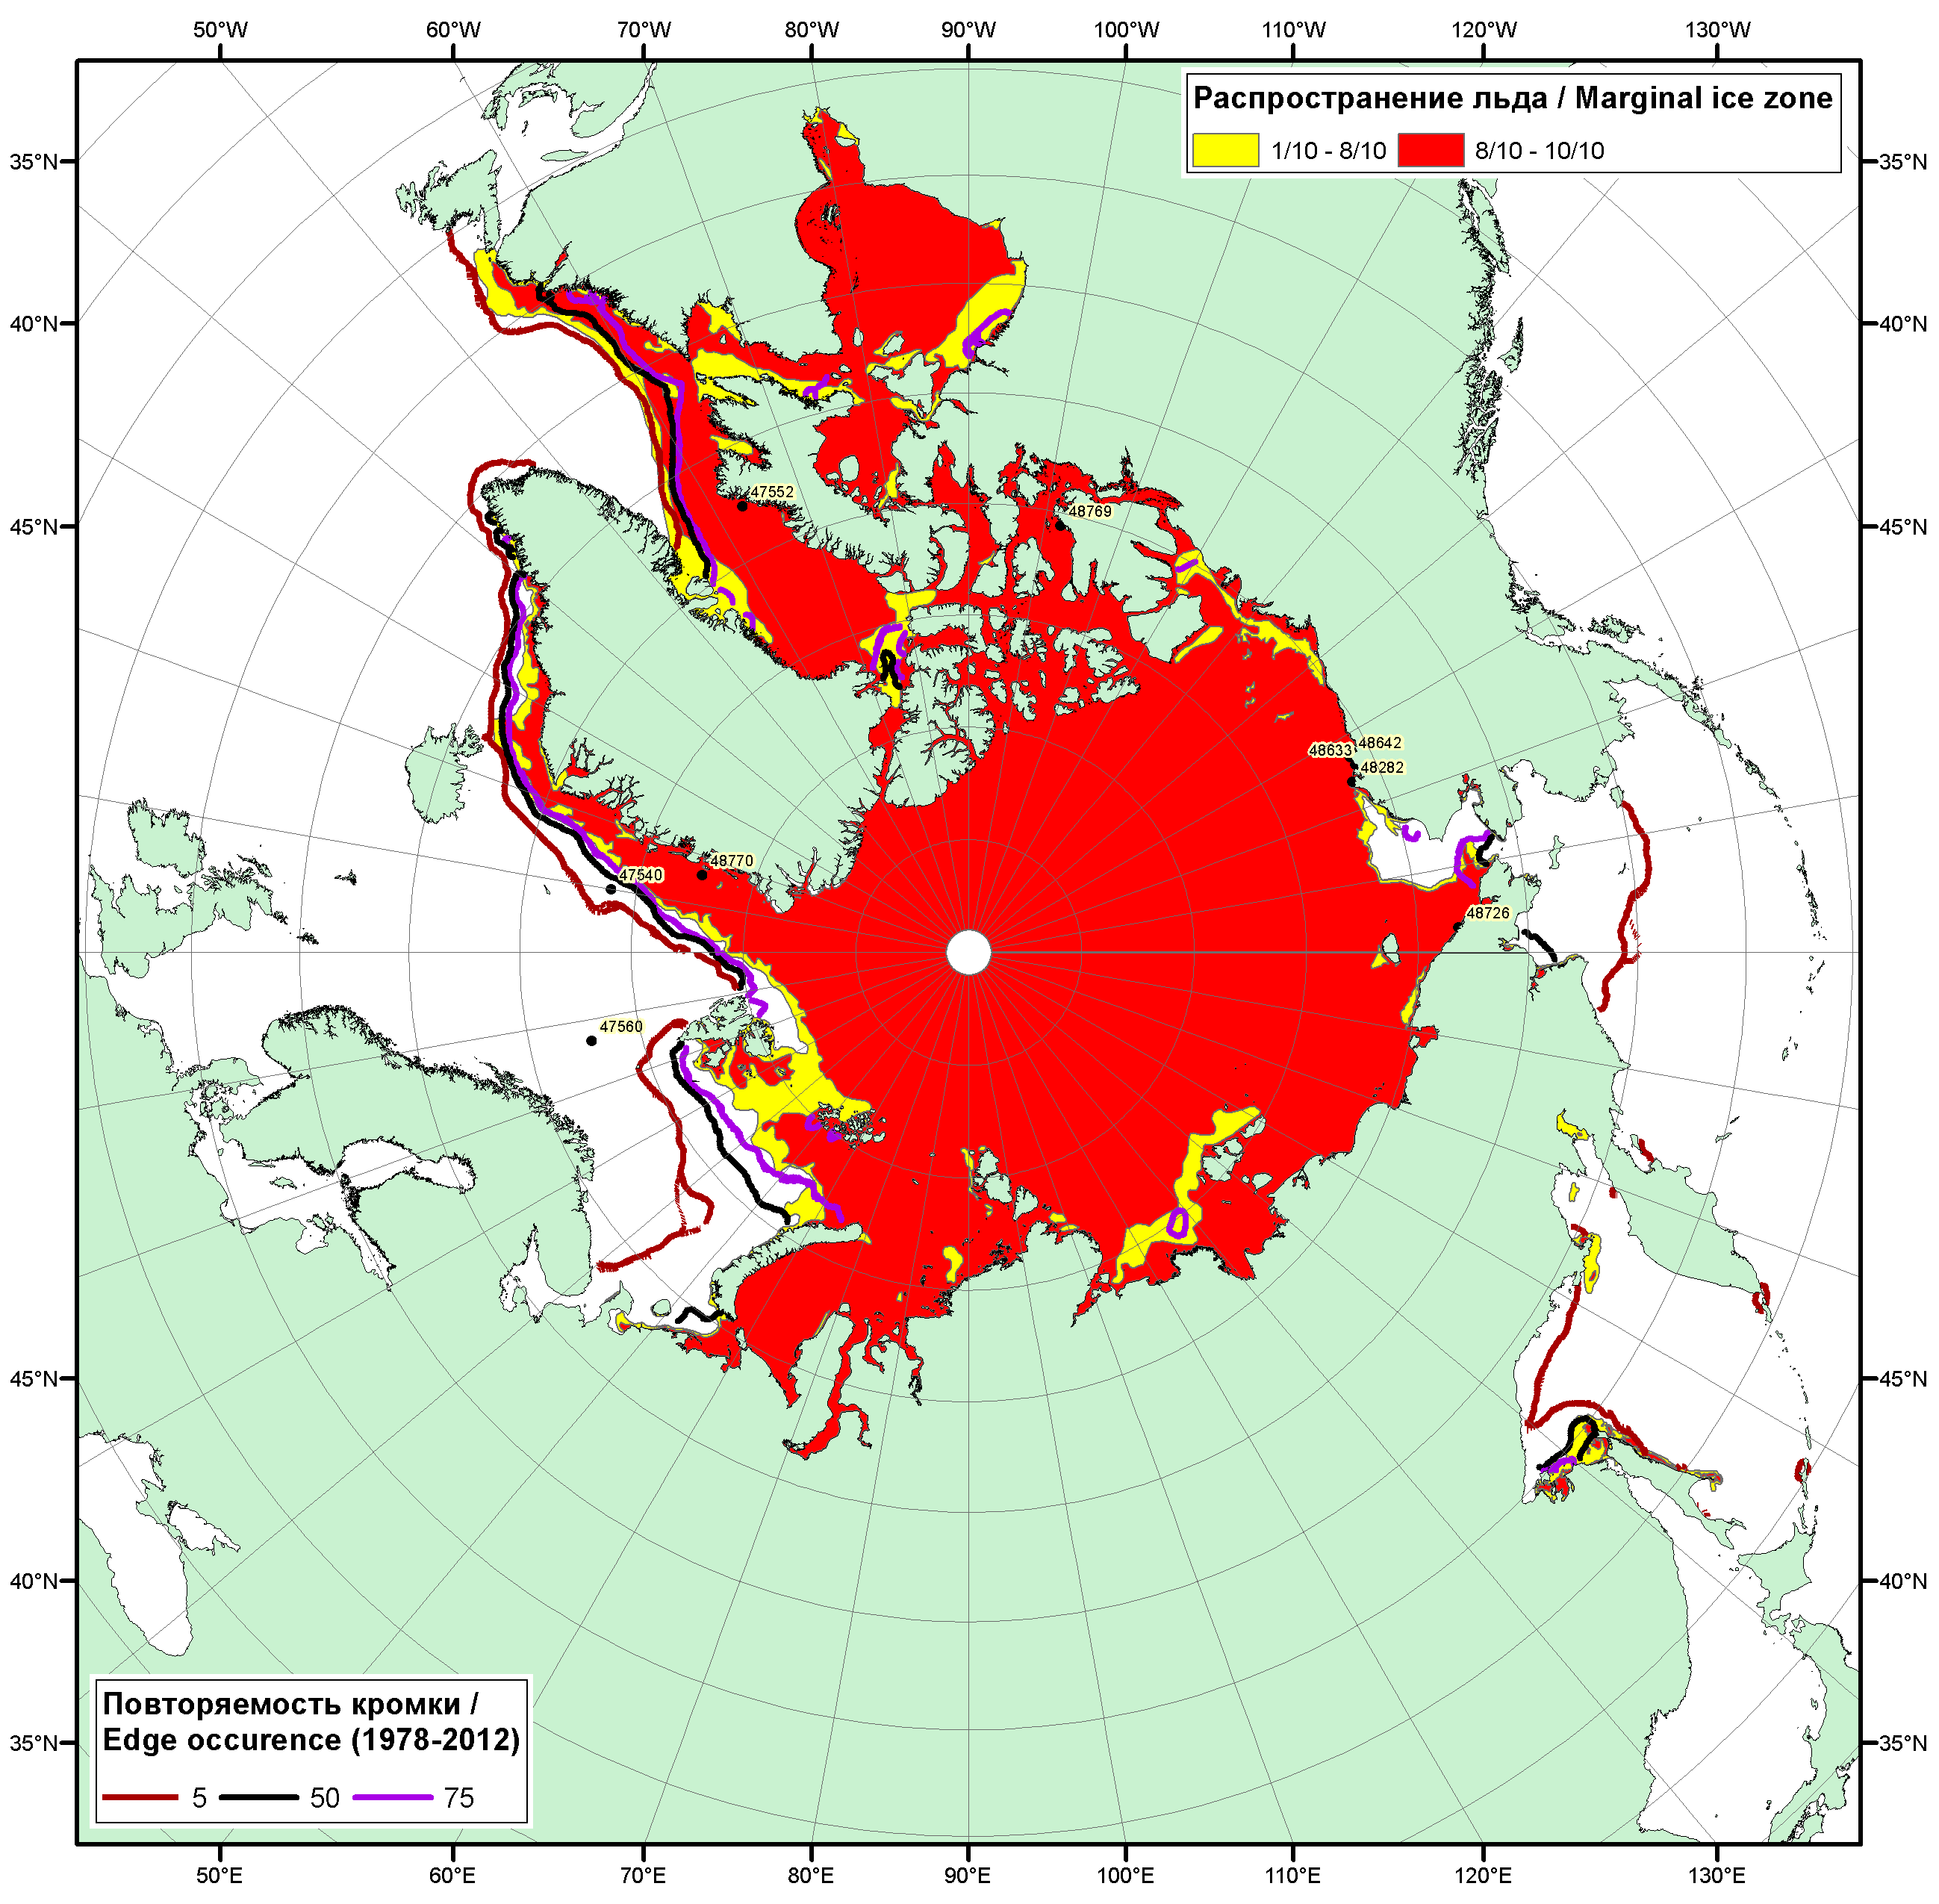 50°W 60°W 70°W 80°W 90°W 100°W 110°W 120°W 130°W
Распространение льда / Marginal ice zone
1/10 - 8/10 8/10 - 10/10
35°N 35°N
40°N 40°N
45°N 45°N
47552
48769
48642
48633
48282
48770
47540
48726
47560
45°N 45°N
40°N 40°N
35°N 35°N
Повторяемость кромки /
Edge occurence (1978-2012)
5 50 75
50°E 60°E 70°E 80°E 90°E 100°E 110°E 120°E 130°E